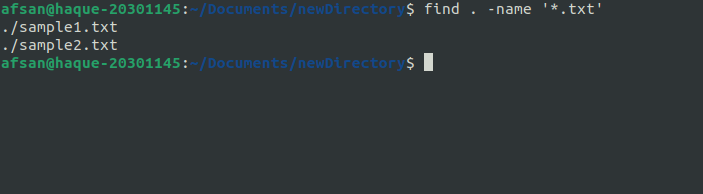 afsan@haque-20301145:~/Documents/newDirectory$ find . -name '*.txt'
./sample1.txt
./sample2.txt
afsan@haque-20301145:~/Documents/newDirectory$